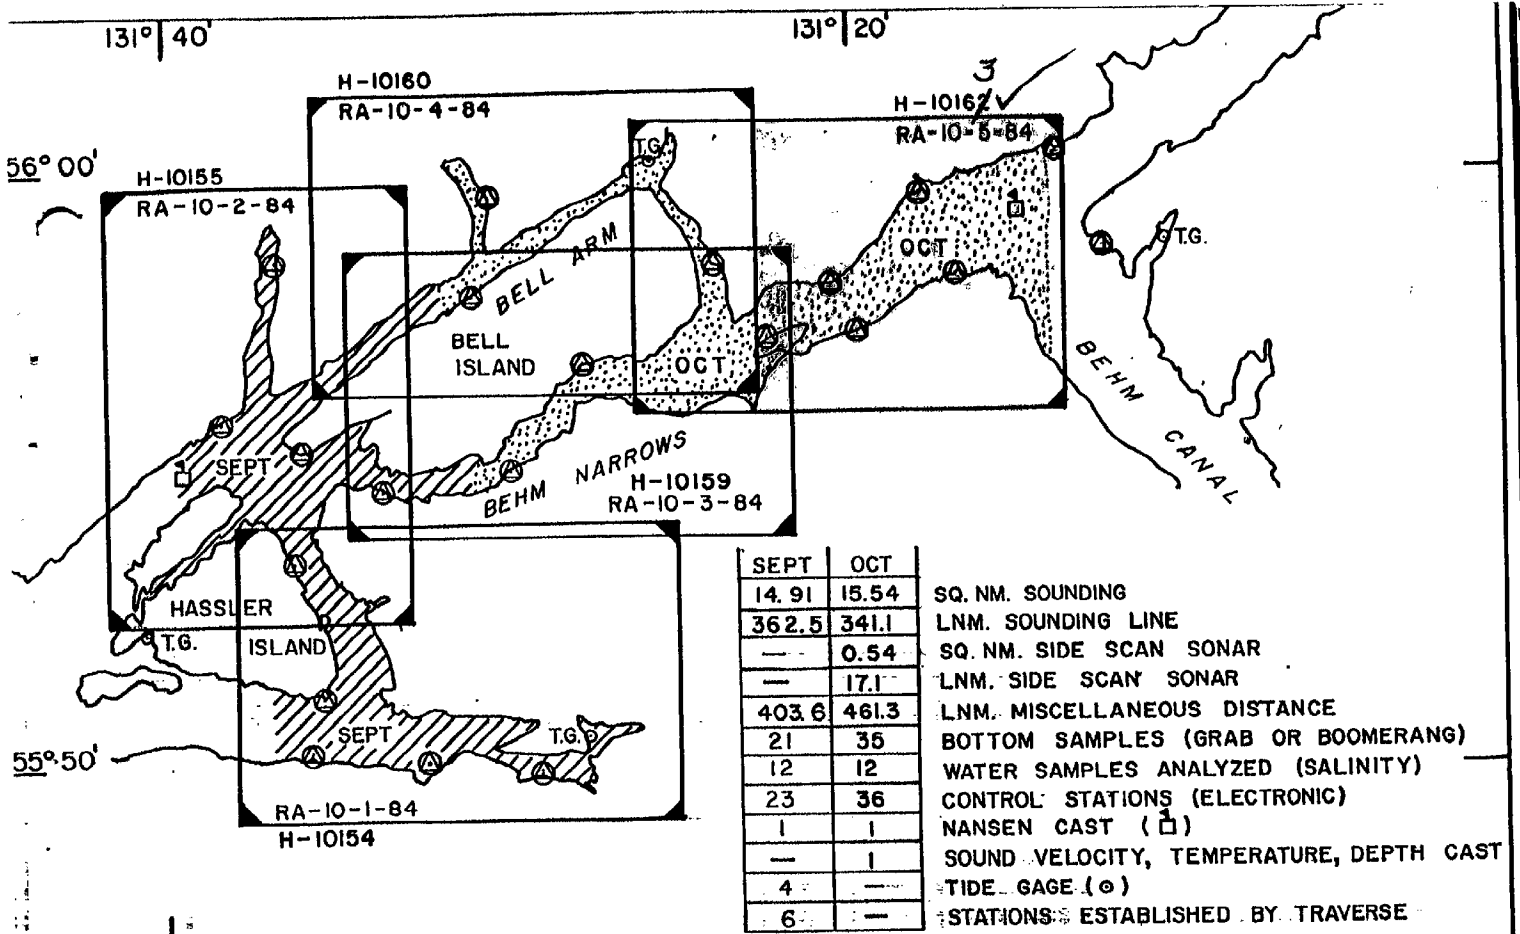 131° 40'
131° 20'
3
H-10160
RA-10-4-84
H-10162
RA-10-5-84
T.G.
56° 00'
H-10155
RA-10-2-84
T.G.
OCT
BELL ARM
BELL
ISLAND
OCT
BEHM CANAL
SEPT
BEHM NARROWS
H-10159
RA-10-3-84
HASSLER
ISLAND
T.G.
SEPT
T.G.
55° 50'
RA-10-1-84
H-10154
SEPT OCT
14.91 15.54 SQ. NM. SOUNDING
362.5 341.1 LNM. SOUNDING LINE
— 0.54 SQ. NM. SIDE SCAN SONAR
— 17.1 LNM. SIDE SCAN SONAR
403.6 461.3 LNM. MISCELLANEOUS DISTANCE
21 35 BOTTOM SAMPLES (GRAB OR BOOMERANG)
12 12 WATER SAMPLES ANALYZED (SALINITY)
23 36 CONTROL STATIONS (ELECTRONIC)
1 1 NANSEN CAST ( )
— 1 SOUND VELOCITY, TEMPERATURE, DEPTH CAST
4 — TIDE GAGE (⊙)
6 — STATIONS ESTABLISHED BY TRAVERSE